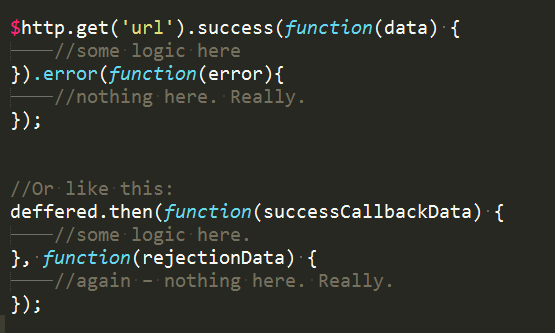 $http.get('url').success(function(data) {
//some logic here
}).error(function(error){
//nothing here. Really.
});
//Or like this:
deffered.then(function(successCallbackData) {
//some logic here.
}, function(rejectionData) {
//again – nothing here. Really.
});